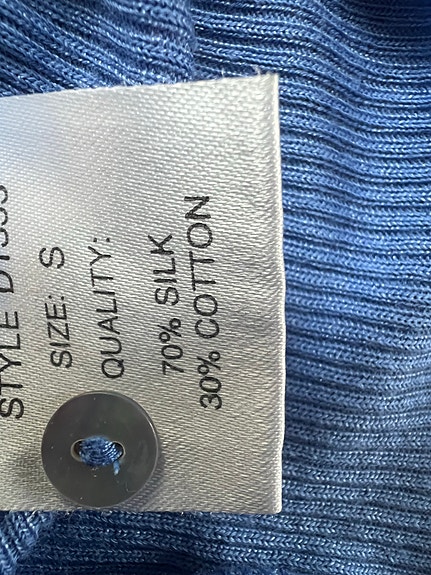 STYLE
SIZE: S
QUALITY:
70% SILK
30% COTTON